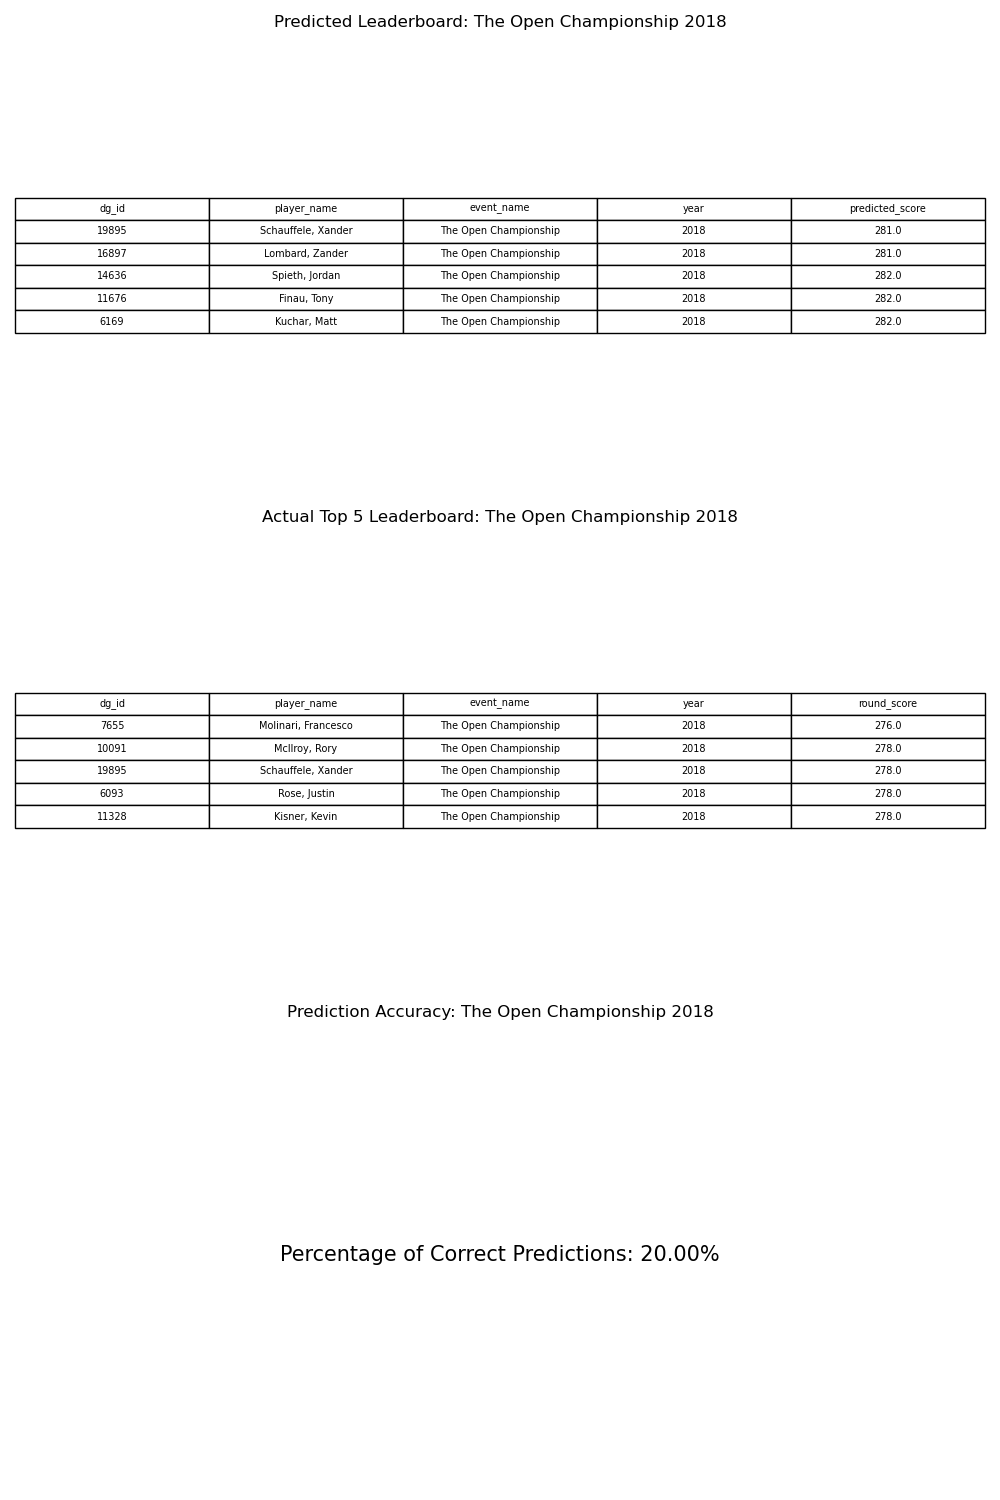 Predicted Leaderboard: The Open Championship 2018
dg_id player_name event_name year predicted_score
19895 Schauffele, Xander The Open Championship 2018 281.0
16897 Lombard, Zander The Open Championship 2018 281.0
14636 Spieth, Jordan The Open Championship 2018 282.0
11676 Finau, Tony The Open Championship 2018 282.0
6169 Kuchar, Matt The Open Championship 2018 282.0
Actual Top 5 Leaderboard: The Open Championship 2018
dg_id player_name event_name year round_score
7655 Molinari, Francesco The Open Championship 2018 276.0
10091 McIlroy, Rory The Open Championship 2018 278.0
19895 Schauffele, Xander The Open Championship 2018 278.0
6093 Rose, Justin The Open Championship 2018 278.0
11328 Kisner, Kevin The Open Championship 2018 278.0
Prediction Accuracy: The Open Championship 2018
Percentage of Correct Predictions: 20.00%